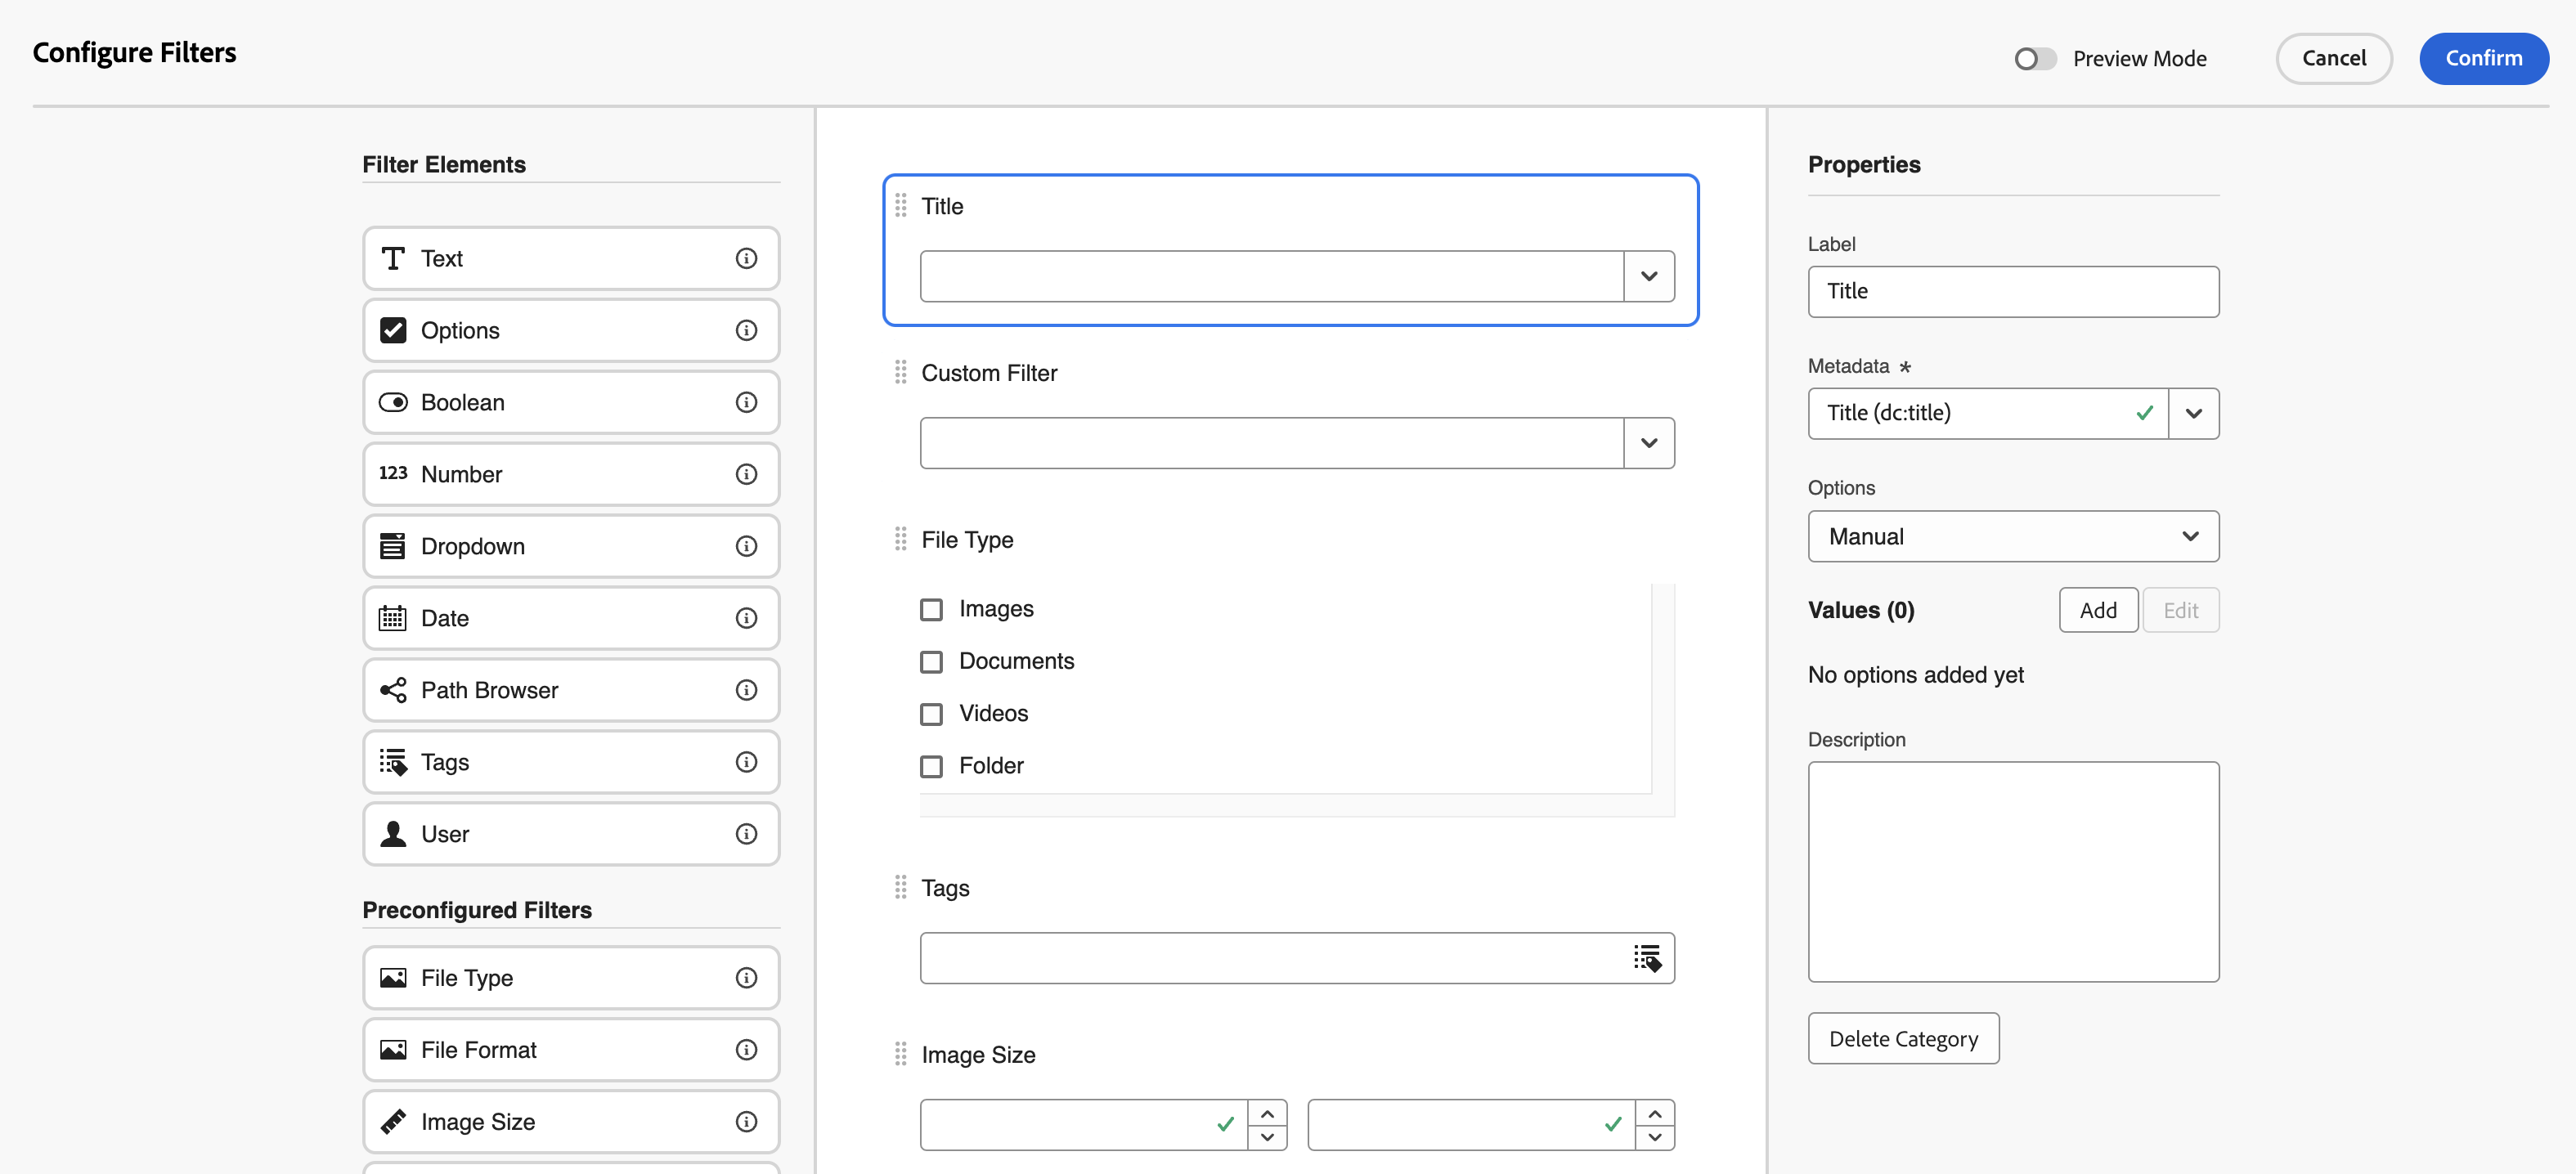 Configure Filters
Preview Mode
Cancel
Confirm
Filter Elements
Text
Options
Boolean
123 Number
Dropdown
Date
Path Browser
Tags
User
Preconfigured Filters
File Type
File Format
Image Size
Title
Custom Filter
File Type
Images
Documents
Videos
Folder
Tags
Image Size
Properties
Label
Title
Metadata *
Title (dc:title)
Options
Manual
Values (0)
Add
Edit
No options added yet
Description
Delete Category